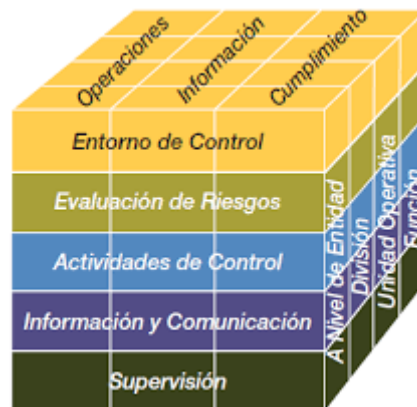 Operaciones
Información
Cumplimiento
Entorno de Control
Evaluación de Riesgos
Actividades de Control
Información y Comunicación
Supervisión
A Nivel de Entidad
División
Unidad Operativa
Función